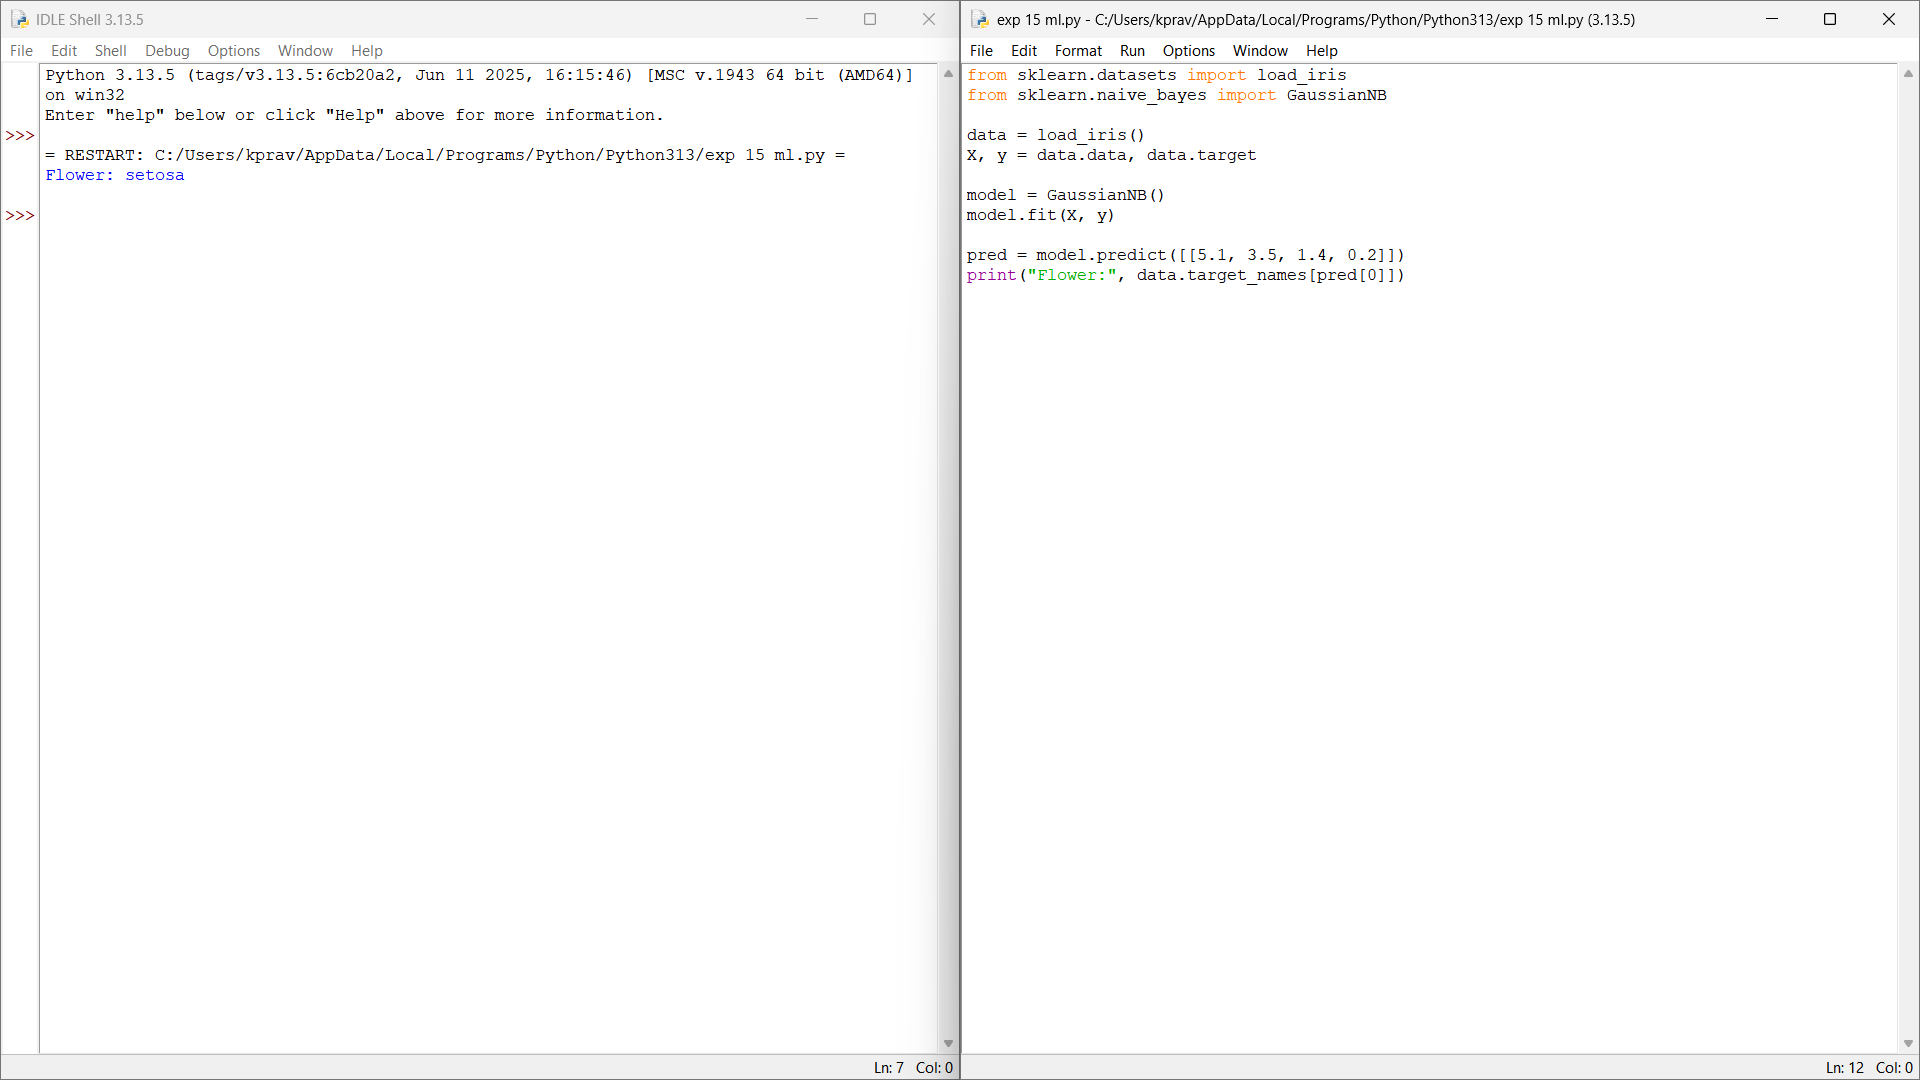 IDLE Shell 3.13.5
File Edit Shell Debug Options Window Help
Python 3.13.5 (tags/v3.13.5:6cb20a2, Jun 11 2025, 16:15:46) [MSC v.1943 64 bit (AMD64)]
on win32
Enter "help" below or click "Help" above for more information.
>>>
= RESTART: C:/Users/kprav/AppData/Local/Programs/Python/Python313/exp 15 ml.py =
Flower: setosa
>>>
Ln: 7 Col: 0
exp 15 ml.py - C:/Users/kprav/AppData/Local/Programs/Python/Python313/exp 15 ml.py (3.13.5)
File Edit Format Run Options Window Help
from sklearn.datasets import load_iris
from sklearn.naive_bayes import GaussianNB
data = load_iris()
X, y = data.data, data.target
model = GaussianNB()
model.fit(X, y)
pred = model.predict([[5.1, 3.5, 1.4, 0.2]])
print("Flower:", data.target_names[pred[0]])
Ln: 12 Col: 0